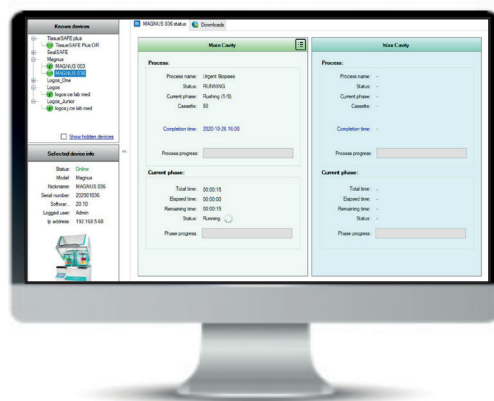 Known devices
TissueSAFE plus
TissueSAFE Plus OR
SealSAFE
Magnus
MAGNUS 003
MAGNUS 036
Logos_One
Logos
logos ce lab med
Logos_Junior
logos j ce lab med
Show hidden devices
Selected device info
Status: Online
Model: Magnus
Nickname: MAGNUS 036
Serial number: 202901036
Softwar... 20.10
Logged user: Admin
Ip address: 192.168.5.68
MAGNUS 036 status
Downloads
Main Cavity
Process:
Process name: Urgent Biopsies
Status: RUNNING
Current phase: Flushing (1/8)
Cassette: 50
Completion time: 2020-10-26 16:00
Process progress:
Current phase:
Total time: 00:00:15
Elapsed time: 00:00:00
Remaining time: 00:00:15
Status: Running
Phase progress:
Wax Cavity
Process:
Process name: -
Status: -
Current phase: -
Cassette: -
Completion time: -
Process progress:
Current phase:
Total time: -
Elapsed time: -
Remaining time: -
Status: -
Phase progress: